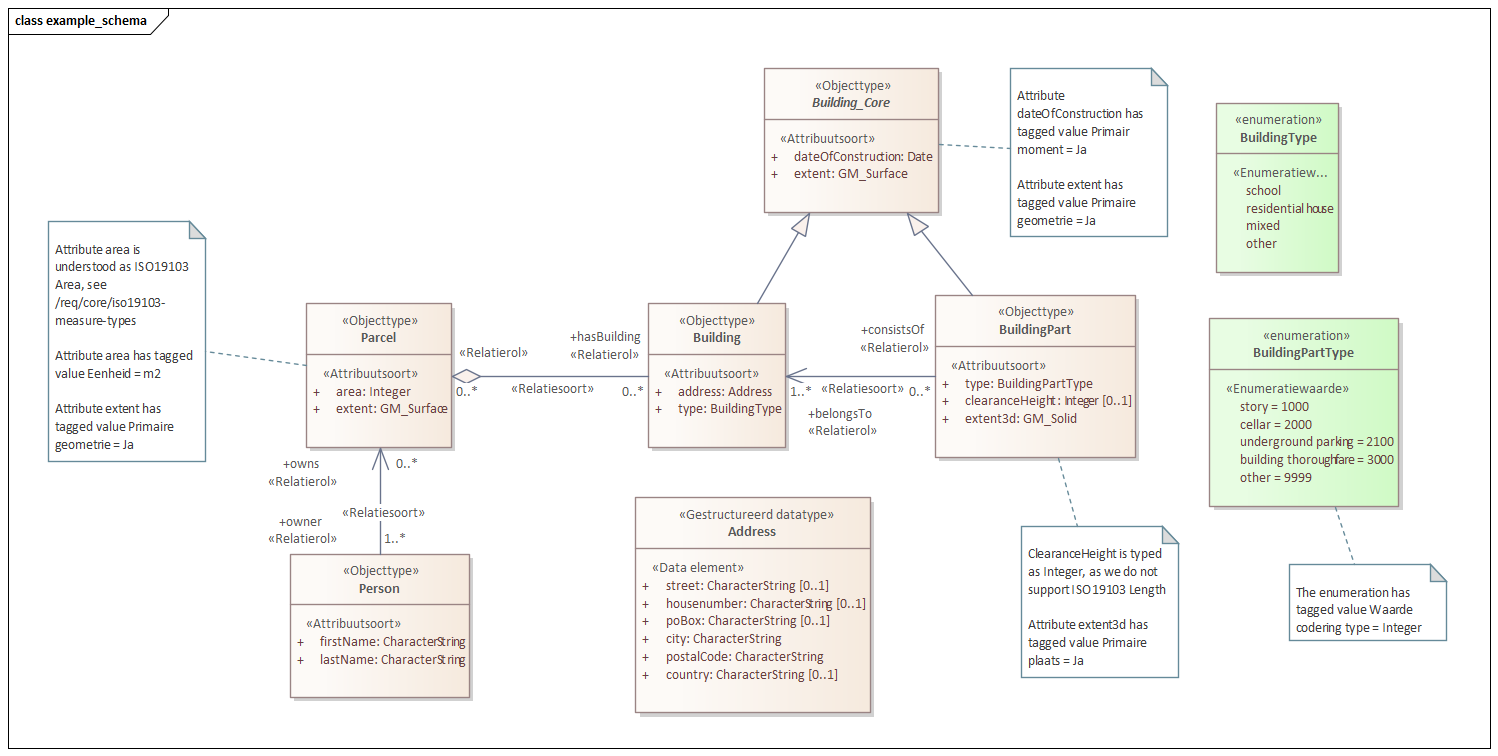 class example_schema
«Objecttype»
Building_Core
«Attribuutsoort»
+ dateOfConstruction: Date
+ extent: GM_Surface
Attribute
dateOfConstruction has
tagged value Primair
moment = Ja
Attribute extent has
tagged value Primaire
geometrie = Ja
«enumeration»
BuildingType
«Enumeratiew...
school
residential house
mixed
other
Attribute area is
understood as ISO19103
Area, see
/req/core/iso19103-
measure-types
Attribute area has tagged
value Eenheid = m2
Attribute extent has
tagged value Primaire
geometrie = Ja
«Objecttype»
Parcel
«Attribuutsoort»
+ area: Integer
+ extent: GM_Surface
«Relatierol»
0..*
+hasBuilding
«Relatierol»
«Relatiesoort»
0..*
«Objecttype»
Building
«Attribuutsoort»
+ address: Address
+ type: BuildingType
+consistsOf
«Relatierol»
1..*
«Relatiesoort»
0..*
+belongsTo
«Relatierol»
«Objecttype»
BuildingPart
«Attribuutsoort»
+ type: BuildingPartType
+ clearanceHeight: Integer [0..1]
+ extent3d: GM_Solid
«enumeration»
BuildingPartType
«Enumeratiewaarde»
story = 1000
cellar = 2000
underground parking = 2100
building thoroughfare = 3000
other = 9999
+owns
«Relatierol»
0..*
«Relatiesoort»
+owner
«Relatierol»
1..*
«Objecttype»
Person
«Attribuutsoort»
+ firstName: CharacterString
+ lastName: CharacterString
«Gestructureerd datatype»
Address
«Data element»
+ street: CharacterString [0..1]
+ housenumber: CharacterString [0..1]
+ poBox: CharacterString [0..1]
+ city: CharacterString
+ postalCode: CharacterString
+ country: CharacterString [0..1]
ClearanceHeight is typed
as Integer, as we do not
support ISO19103 Length
Attribute extent3d has
tagged value Primaire
plaats = Ja
The enumeration has
tagged value Waarde
codering type = Integer